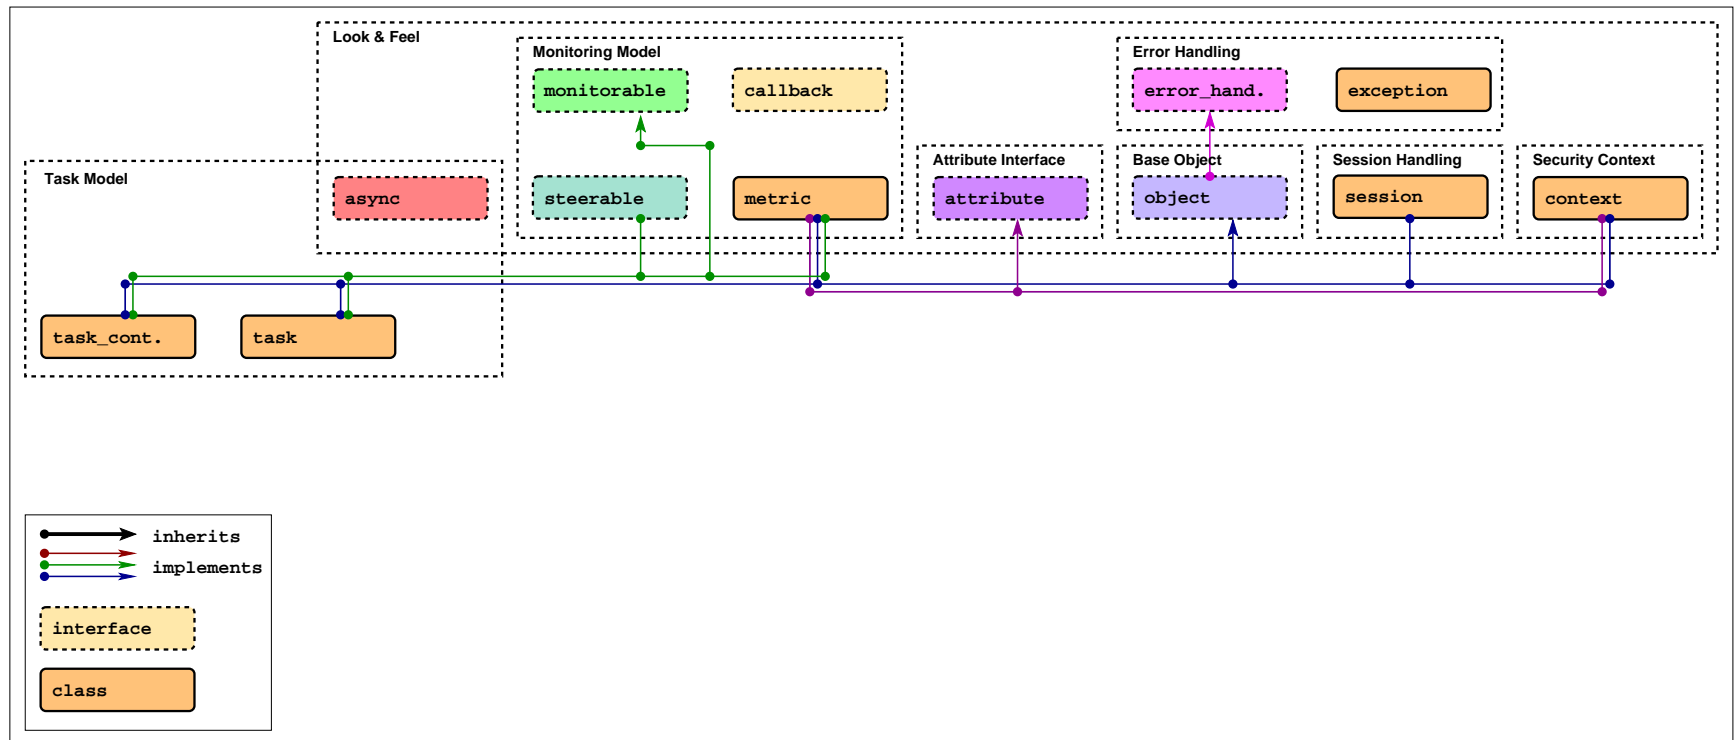 Look & Feel
Monitoring Model
Error Handling
monitorable
callback
error_hand.
exception
Task Model
Attribute Interface
Base Object
Session Handling
Security Context
async
steerable
metric
attribute
object
session
context
task_cont.
task
inherits
implements
interface
class